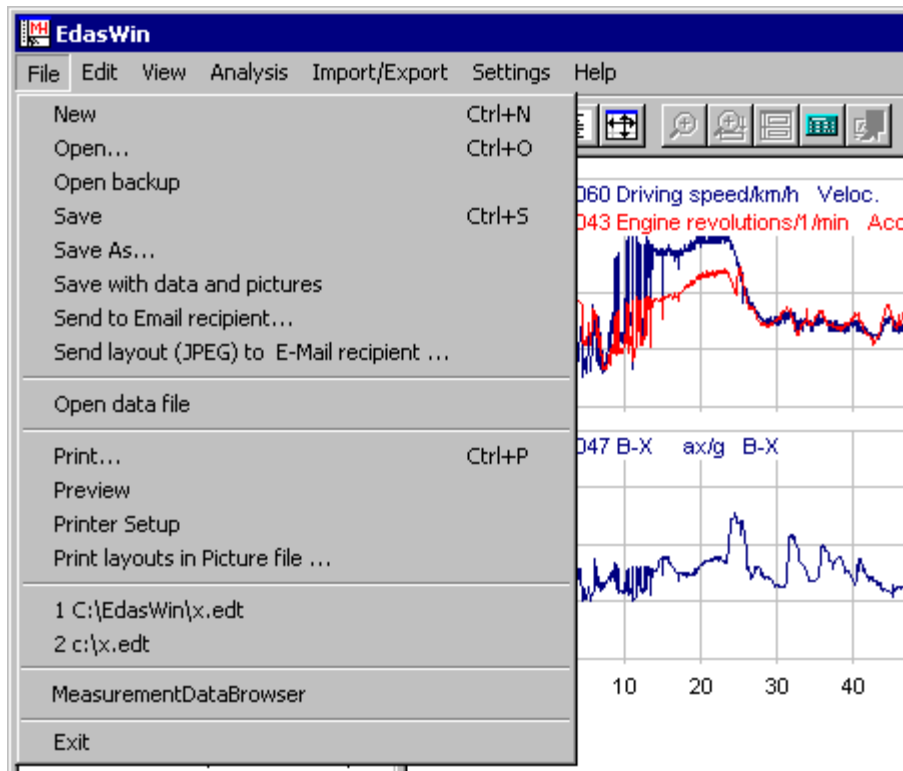 MH EdasWin
File Edit View Analysis Import/Export Settings Help
New Ctrl+N
Open... Ctrl+O
Open backup
Save Ctrl+S
Save As...
Save with data and pictures
Send to Email recipient...
Send layout (JPEG) to E-Mail recipient ...
Open data file
Print... Ctrl+P
Preview
Printer Setup
Print layouts in Picture file ...
1 C:\EdasWin\x.edt
2 c:\x.edt
MeasurementDataBrowser
Exit
060 Driving speed/km/h Veloc.
043 Engine revolutions/1/min Acc
047 B-X ax/g B-X
10 20 30 40